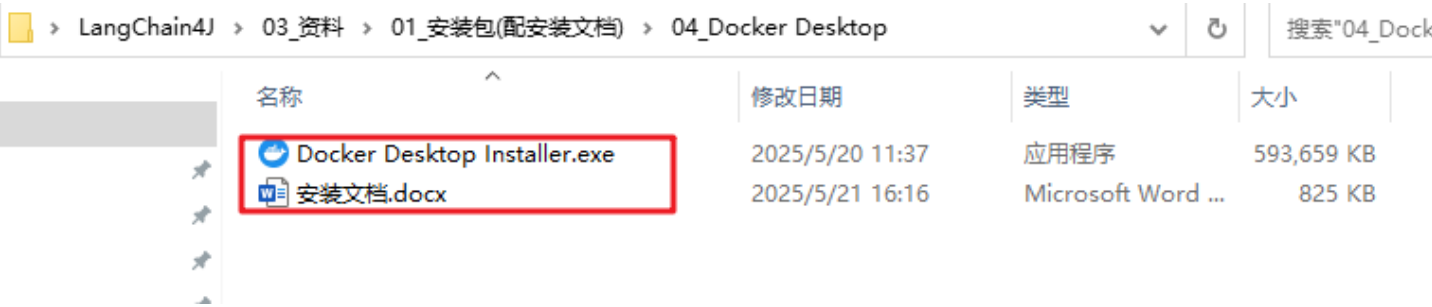 LangChain4J > 03_资料 > 01_安装包(配安装文档) > 04_Docker Desktop
搜索"04_Dock
名称 修改日期 类型 大小
Docker Desktop Installer.exe 2025/5/20 11:37 应用程序 593,659 KB
安装文档.docx 2025/5/21 16:16 Microsoft Word ... 825 KB